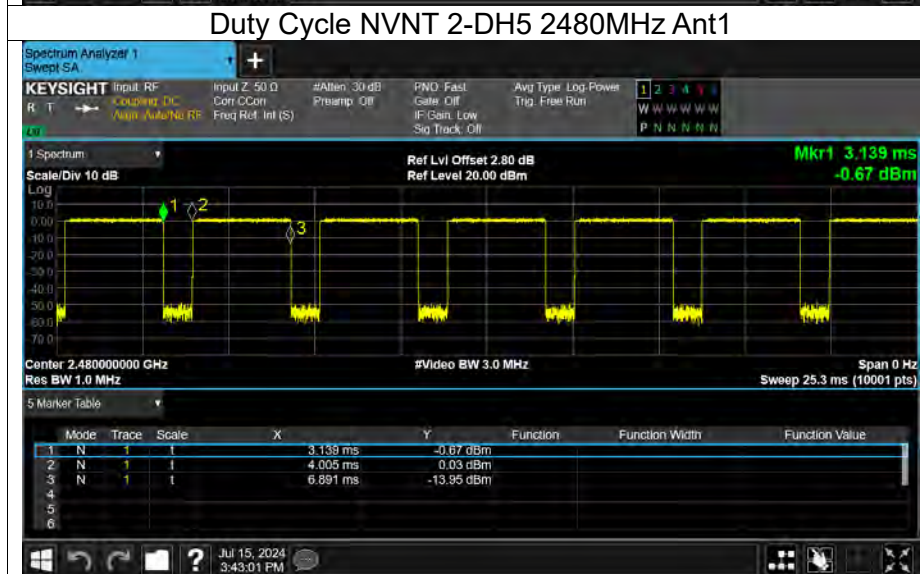 Duty Cycle NVNT 2-DH5 2480MHz Ant1
Spectrum Analyzer 1
Swept SA
+
KEYSIGHT Input: RF Input Z: 50 Ω #Atten: 30 dB PNO: Fast Avg Type: Log-Power 1 2 3 4 5 6
R T Coupling: DC Corr CCorr Preamp: Off Gate: Off Trig: Free Run W W W W W W
Align: Auto/No RF Freq Ref: Int (S) IF Gain: Low
Sig Track: Off P N N N N N
1 Spectrum
Scale/Div 10 dB
Ref Lvl Offset 2.80 dB
Ref Level 20.00 dBm
Mkr1 3.139 ms
-0.67 dBm
Log
10.0
0.00
-10.0
-20.0
-30.0
-40.0
-50.0
-60.0
-70.0
1
2
3
Center 2.480000000 GHz #Video BW 3.0 MHz Span 0 Hz
Res BW 1.0 MHz Sweep 25.3 ms (10001 pts)
5 Marker Table
Mode Trace Scale X Y Function Function Width Function Value
1 N 1 t 3.139 ms -0.67 dBm
2 N 1 t 4.005 ms 0.03 dBm
3 N 1 t 6.891 ms -13.95 dBm
4
5
6
? Jul 15, 2024
3:43:01 PM